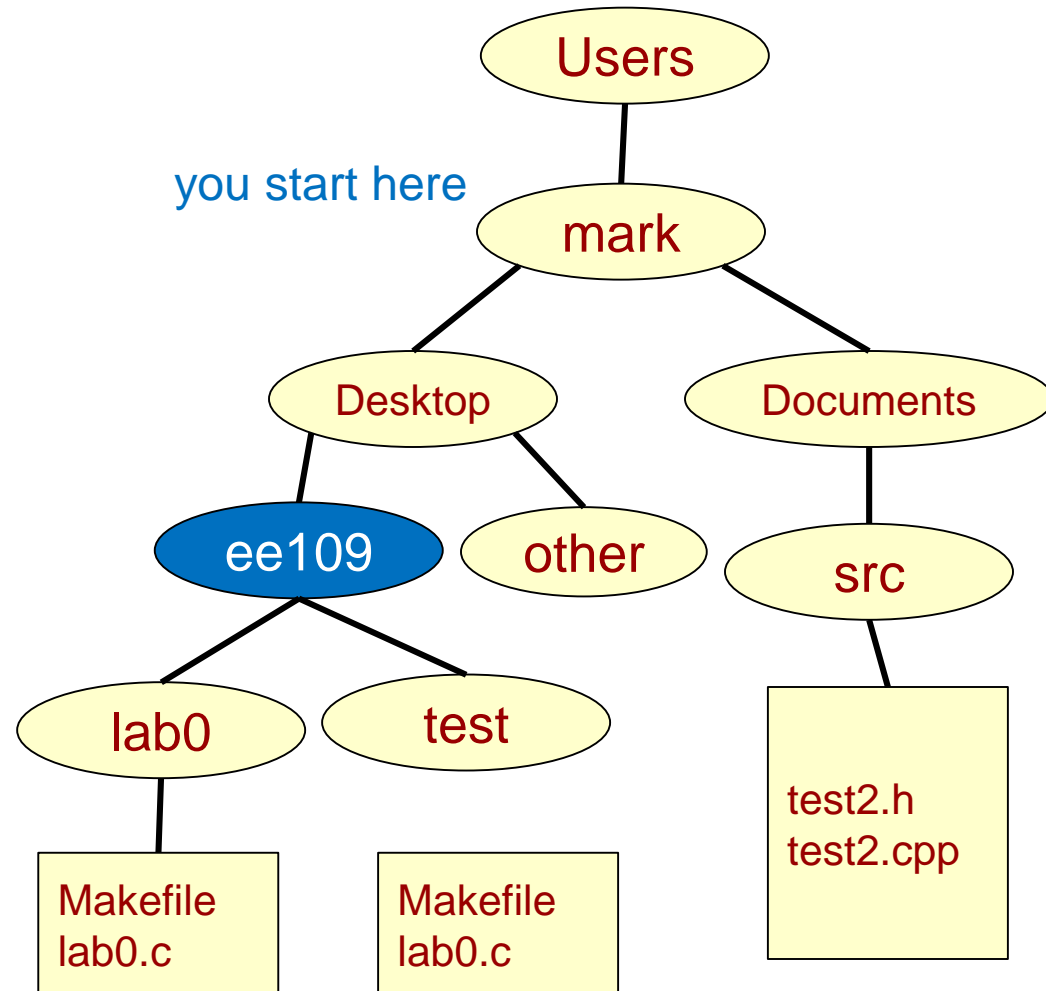 Users
you start here
mark
Desktop
Documents
ee109
other
src
lab0
test
test2.h
test2.cpp
Makefile
lab0.c
Makefile
lab0.c